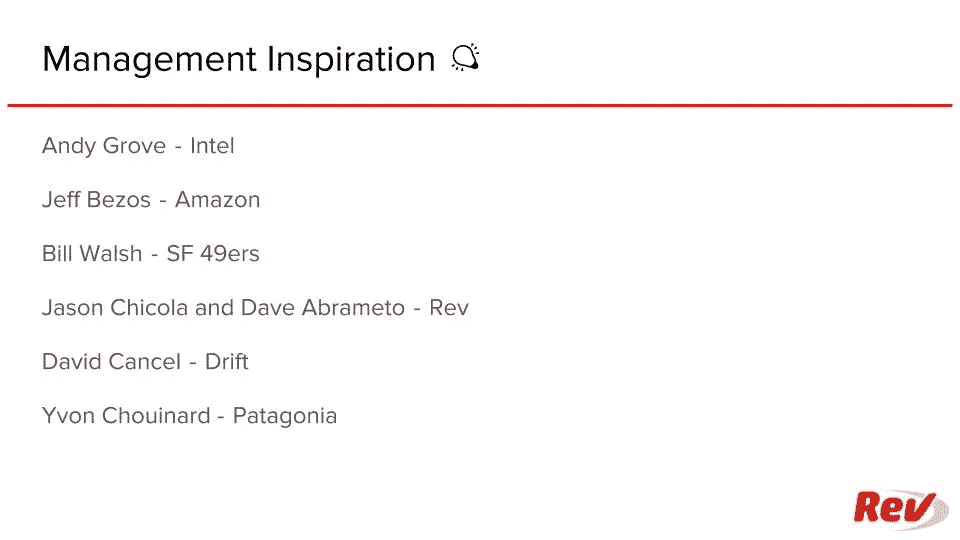 Management Inspiration
Andy Grove - Intel
Jeff Bezos - Amazon
Bill Walsh - SF 49ers
Jason Chicola and Dave Abrameto - Rev
David Cancel - Drift
Yvon Chouinard - Patagonia
Rev